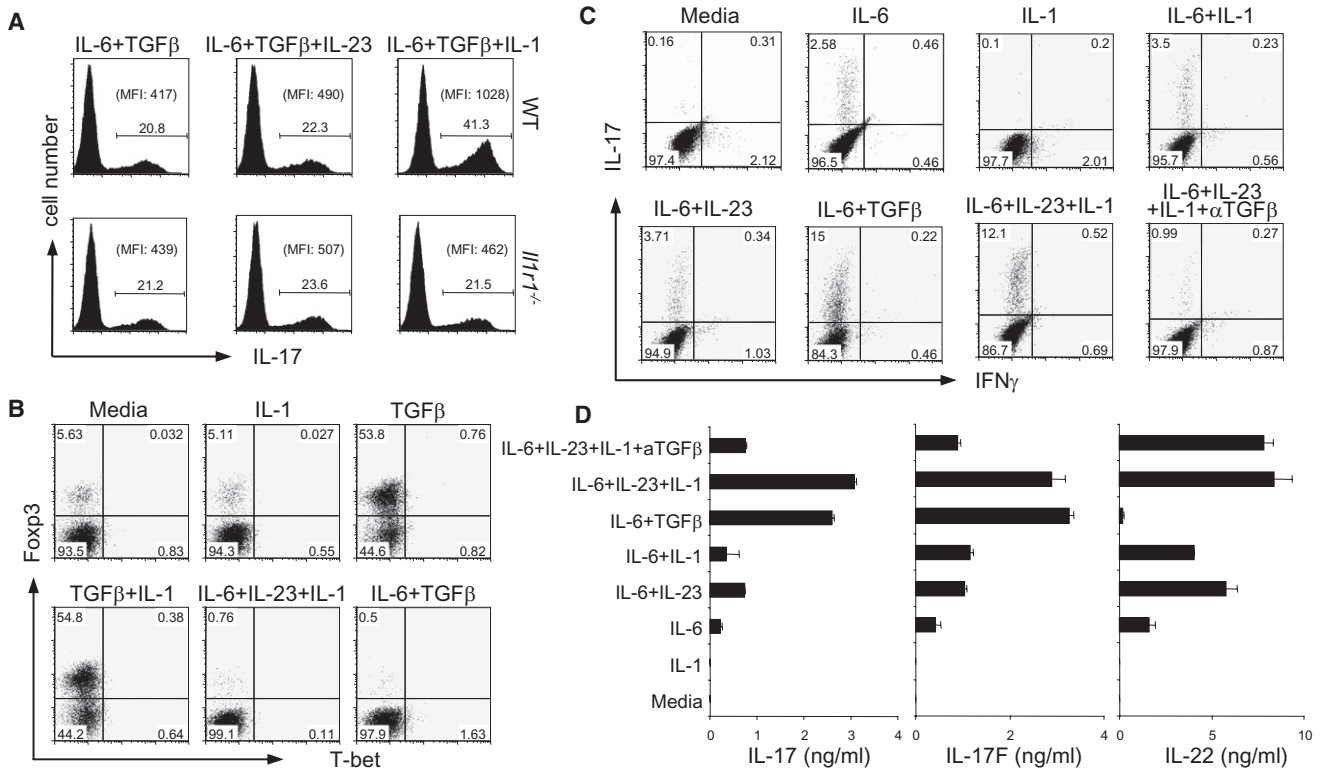 A
IL-6+TGFβ
IL-6+TGFβ+IL-23
IL-6+TGFβ+IL-1
(MFI: 417)
20.8
(MFI: 490)
22.3
(MFI: 1028)
41.3
WT
(MFI: 439)
21.2
(MFI: 507)
23.6
(MFI: 462)
21.5
Il1r1-/-
cell number
IL-17
B
Media
IL-1
TGFβ
5.63
0.032
93.5
0.83
5.11
0.027
94.3
0.55
53.8
0.76
44.6
0.82
TGFβ+IL-1
IL-6+IL-23+IL-1
IL-6+TGFβ
54.8
0.38
44.2
0.64
0.76
99.1
0.11
0.5
97.9
1.63
Foxp3
T-bet
C
Media
IL-6
IL-1
IL-6+IL-1
0.16
0.31
97.4
2.12
2.58
0.46
96.5
0.46
0.1
0.2
97.7
2.01
3.5
0.23
95.7
0.56
IL-6+IL-23
IL-6+TGFβ
IL-6+IL-23+IL-1
IL-6+IL-23
+IL-1+αTGFβ
3.71
0.34
94.9
1.03
15
0.22
84.3
0.46
12.1
0.52
86.7
0.69
0.99
0.27
97.9
0.87
IL-17
IFNγ
D
IL-6+IL-23+IL-1+aTGFβ
IL-6+IL-23+IL-1
IL-6+TGFβ
IL-6+IL-1
IL-6+IL-23
IL-6
IL-1
Media
0 1 2 3 4
IL-17 (ng/ml)
0 2 4
IL-17F (ng/ml)
0 5 10
IL-22 (ng/ml)